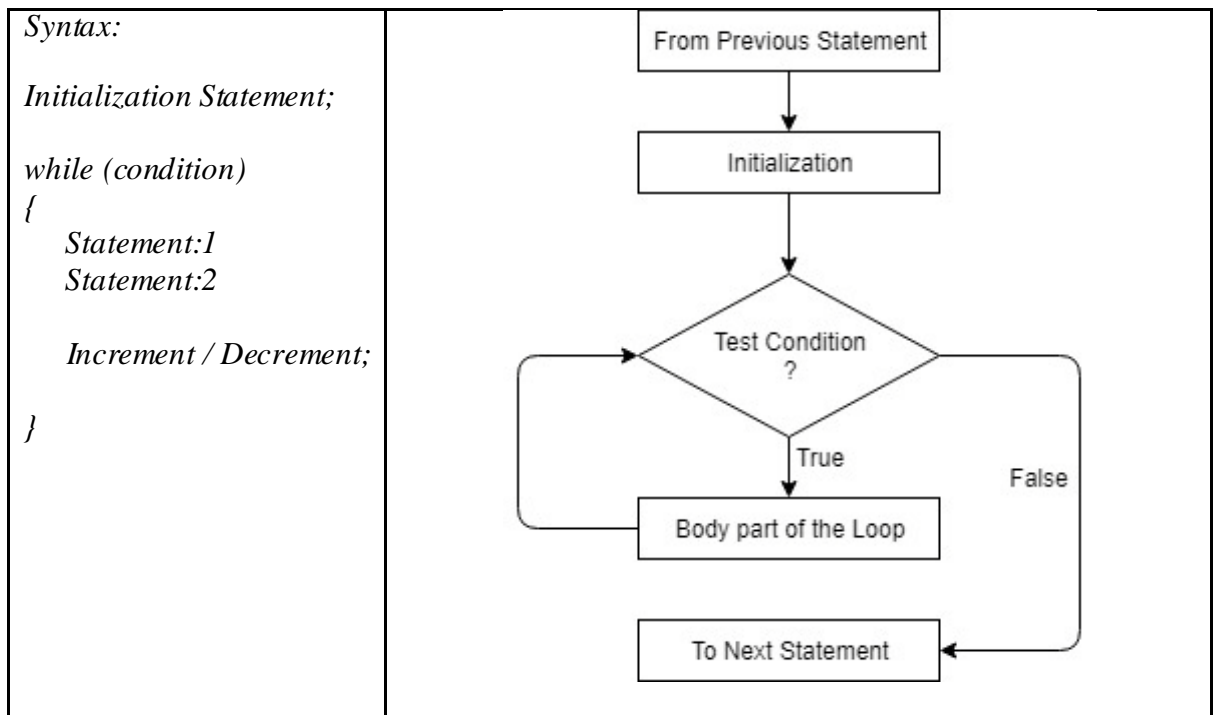 Syntax:
Initialization Statement;
while (condition)
{
Statement:1
Statement:2
Increment / Decrement;
}
From Previous Statement
Initialization
Test Condition
?
True
False
Body part of the Loop
To Next Statement